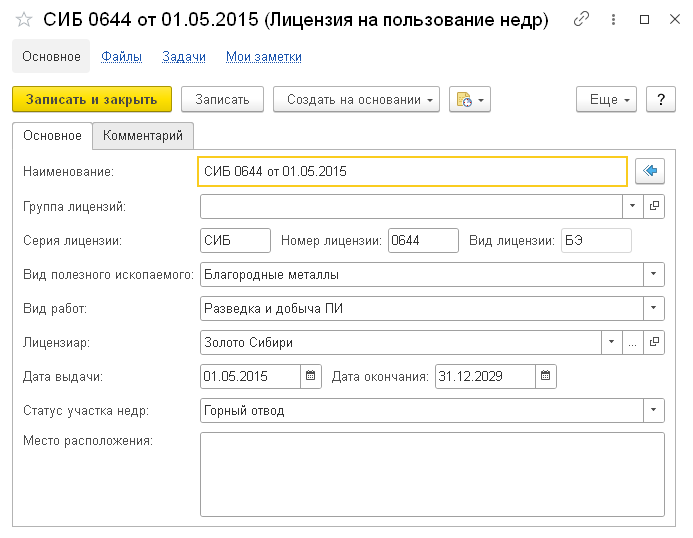 СИБ 0644 от 01.05.2015 (Лицензия на пользование недр)
Основное Файлы Задачи Мои заметки
Записать и закрыть Записать Создать на основании Еще ?
Основное Комментарий
Наименование: СИБ 0644 от 01.05.2015
Группа лицензий:
Серия лицензии: СИБ Номер лицензии: 0644 Вид лицензии: БЭ
Вид полезного ископаемого: Благородные металлы
Вид работ: Разведка и добыча ПИ
Лицензиар: Золото Сибири ...
Дата выдачи: 01.05.2015 Дата окончания: 31.12.2029
Статус участка недр: Горный отвод
Место расположения: